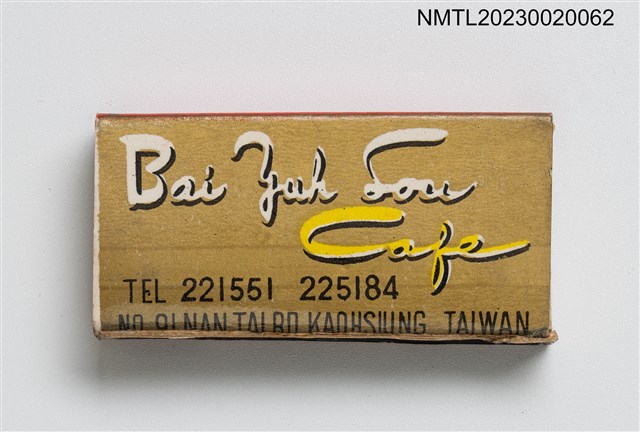 NMTL20230020062
Bai Yuh Sou
Cafe
TEL 221551 225184
NO. 91 NAN TAI RD KAOHSIUNG, TAIWAN